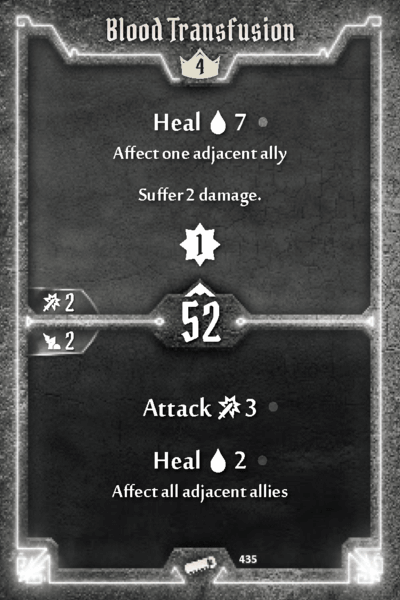 Blood Transfusion
4
Heal 7
Affect one adjacent ally
Suffer 2 damage.
1
2
52
2
Attack 3
Heal 2
Affect all adjacent allies
435